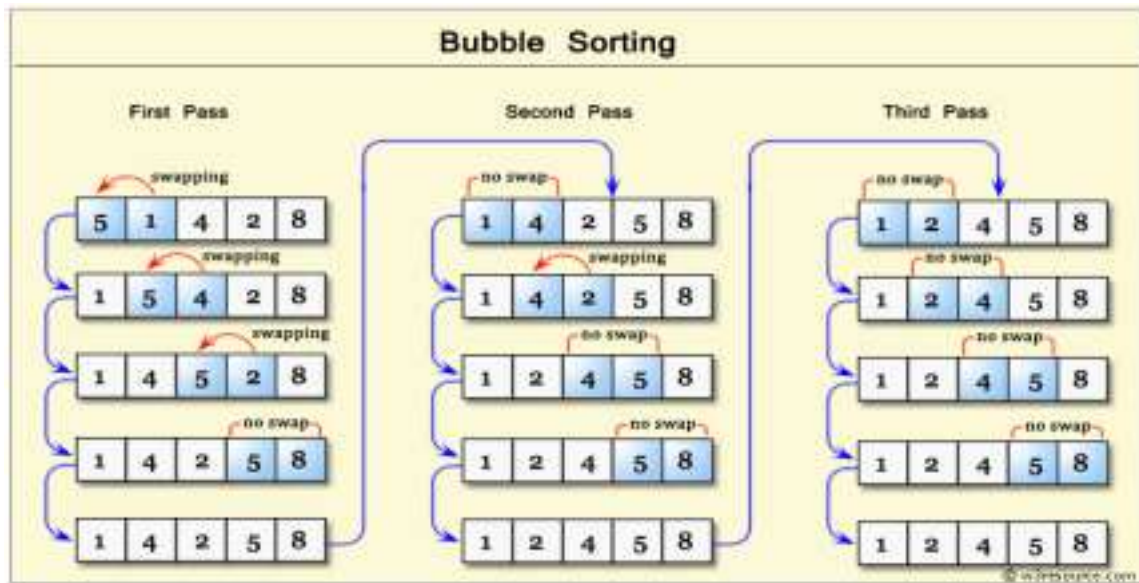 Bubble Sorting
First Pass
swapping
5 1 4 2 8
swapping
1 5 4 2 8
swapping
1 4 5 2 8
no swap
1 4 2 5 8
1 4 2 5 8
Second Pass
no swap
1 4 2 5 8
swapping
1 4 2 5 8
no swap
1 2 4 5 8
no swap
1 2 4 5 8
1 2 4 5 8
Third Pass
no swap
1 2 4 5 8
no swap
1 2 4 5 8
no swap
1 2 4 5 8
no swap
1 2 4 5 8
1 2 4 5 8